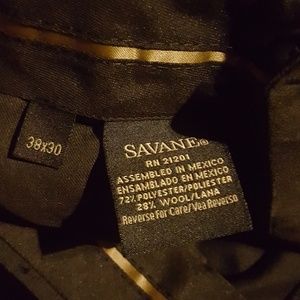 38x30
SAVANE®
RN 21201
ASSEMBLED IN MEXICO
ENSAMBLADO EN MEXICO
72% POLYESTER/POLIESTER
28% WOOL/LANA
Reverse For Care/Vea Reverso